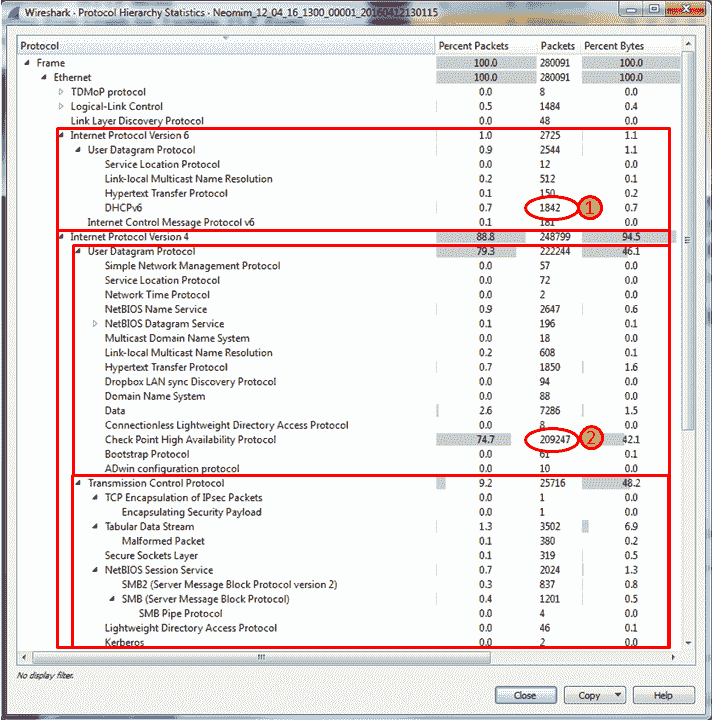 Wireshark · Protocol Hierarchy Statistics · Neomim_12_04_16_1300_00001_20160412130115
Protocol Percent Packets Packets Percent Bytes
Frame 100.0 280091 100.0
Ethernet 100.0 280091 100.0
TDMoP protocol 0.0 8 0.0
Logical-Link Control 0.5 1484 0.4
Link Layer Discovery Protocol 0.0 48 0.0
Internet Protocol Version 6 1.0 2725 1.1
User Datagram Protocol 0.9 2544 1.1
Service Location Protocol 0.0 12 0.0
Link-local Multicast Name Resolution 0.2 512 0.1
Hypertext Transfer Protocol 0.1 150 0.2
DHCPv6 0.7 1842 1 0.7
Internet Control Message Protocol v6 0.1 181 0.0
Internet Protocol Version 4 88.8 248799 94.5
User Datagram Protocol 79.3 222244 46.1
Simple Network Management Protocol 0.0 57 0.0
Service Location Protocol 0.0 72 0.0
Network Time Protocol 0.0 2 0.0
NetBIOS Name Service 0.9 2647 0.6
NetBIOS Datagram Service 0.1 196 0.1
Multicast Domain Name System 0.0 18 0.0
Link-local Multicast Name Resolution 0.2 608 0.1
Hypertext Transfer Protocol 0.7 1850 1.6
Dropbox LAN sync Discovery Protocol 0.0 94 0.0
Domain Name System 0.0 88 0.0
Data 2.6 7286 1.5
Connectionless Lightweight Directory Access Protocol 0.0 8 0.0
Check Point High Availability Protocol 74.7 209247 2 42.1
Bootstrap Protocol 0.0 61 0.1
ADwin configuration protocol 0.0 10 0.0
Transmission Control Protocol 9.2 25716 48.2
TCP Encapsulation of IPsec Packets 0.0 1 0.0
Encapsulating Security Payload 0.0 1 0.0
Tabular Data Stream 1.3 3502 6.9
Malformed Packet 0.1 380 0.2
Secure Sockets Layer 0.1 319 0.5
NetBIOS Session Service 0.7 2024 1.3
SMB2 (Server Message Block Protocol version 2) 0.3 837 0.8
SMB (Server Message Block Protocol) 0.4 1201 0.5
SMB Pipe Protocol 0.0 4 0.0
Lightweight Directory Access Protocol 0.0 46 0.1
Kerberos 0.0 2 0.0
No display filter.
Close Copy Help